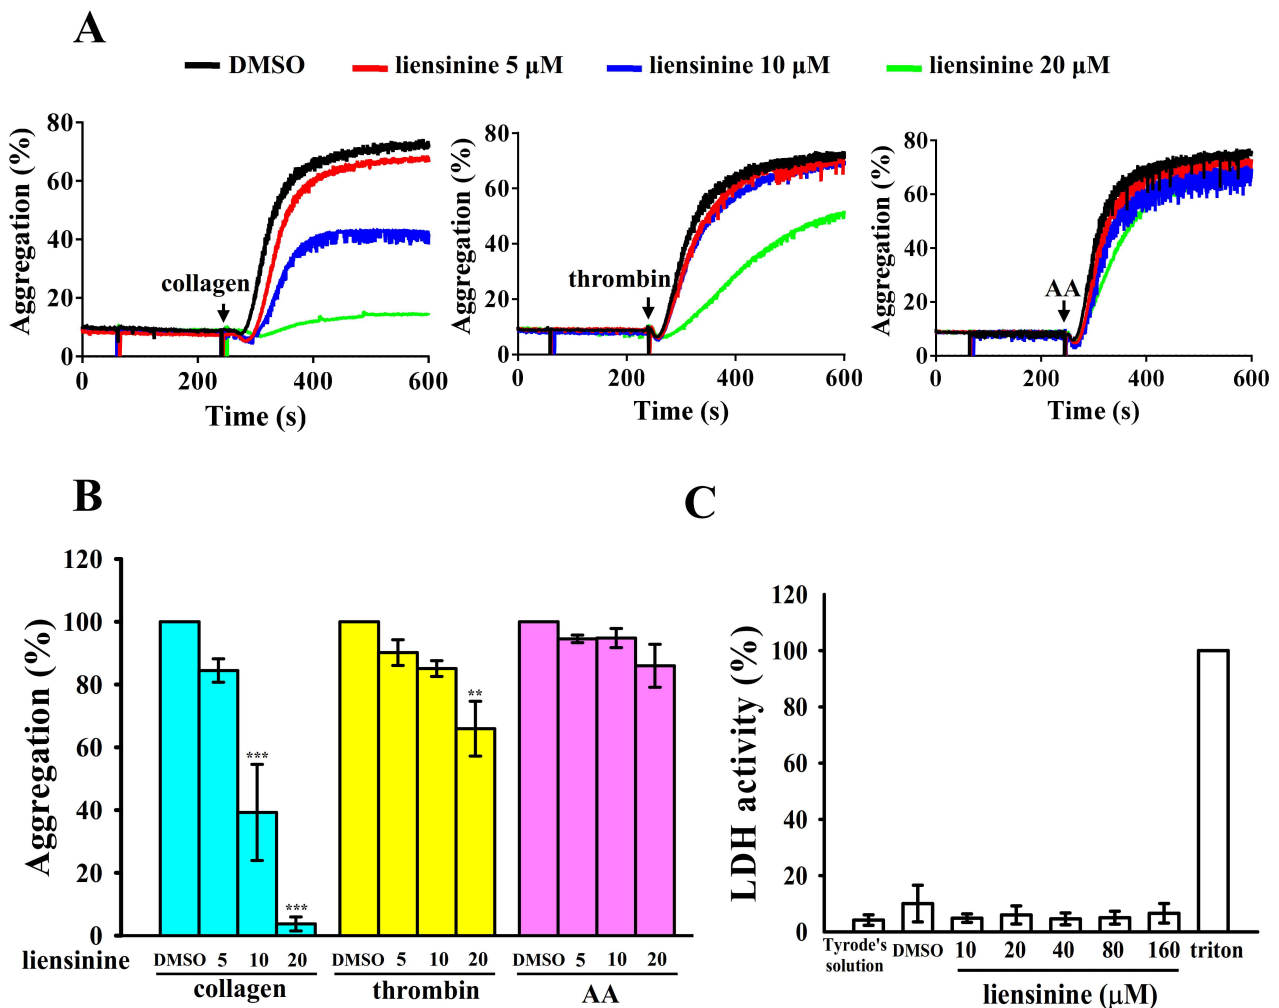 A
DMSO liensinine 5 μM liensinine 10 μM liensinine 20 μM
Aggregation (%)
80
60
40
20
0
collagen
0 200 400 600
Time (s)
Aggregation (%)
80
60
40
20
0
thrombin
0 200 400 600
Time (s)
Aggregation (%)
80
60
40
20
0
AA
0 200 400 600
Time (s)
B
Aggregation (%)
120
100
80
60
40
20
0
***
***
**
liensinine DMSO 5 10 20 DMSO 5 10 20 DMSO 5 10 20
collagen thrombin AA
C
LDH activity (%)
120
100
80
60
40
20
0
Tyrode's
solution
DMSO 10 20 40 80 160 triton
liensinine (μM)